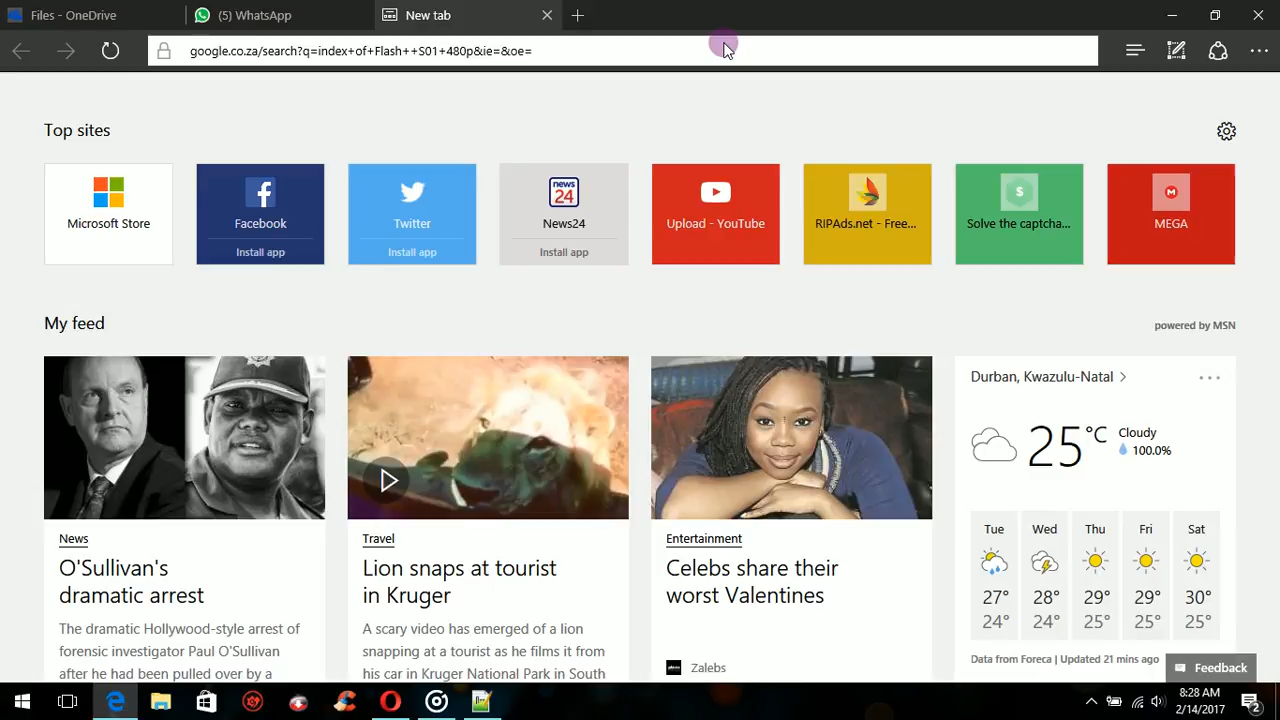 Files - OneDrive
(5) WhatsApp
New tab
google.co.za/search?q=index+of+Flash++S01+480p&ie=&oe=
Top sites
Microsoft Store
Facebook
Install app
Twitter
Install app
news
24
News24
Install app
Upload - YouTube
RIPAds.net - Free...
$
Solve the captcha...
M
MEGA
My feed
powered by MSN
News
O'Sullivan's
dramatic arrest
The dramatic Hollywood-style arrest of
forensic investigator Paul O'Sullivan
after he had been pulled over by a
Travel
Lion snaps at tourist
in Kruger
A scary video has emerged of a lion
snapping at a tourist as he films it from
his car in Kruger National Park in South
Entertainment
Celebs share their
worst Valentines
Zalebs
Durban, Kwazulu-Natal
25 °C
Cloudy
100.0%
Tue Wed Thu Fri Sat
27° 28° 29° 29° 30°
24° 24° 25° 25° 25°
Data from Foreca | Updated 21 mins ago
Feedback
8:28 AM
2/14/2017
2